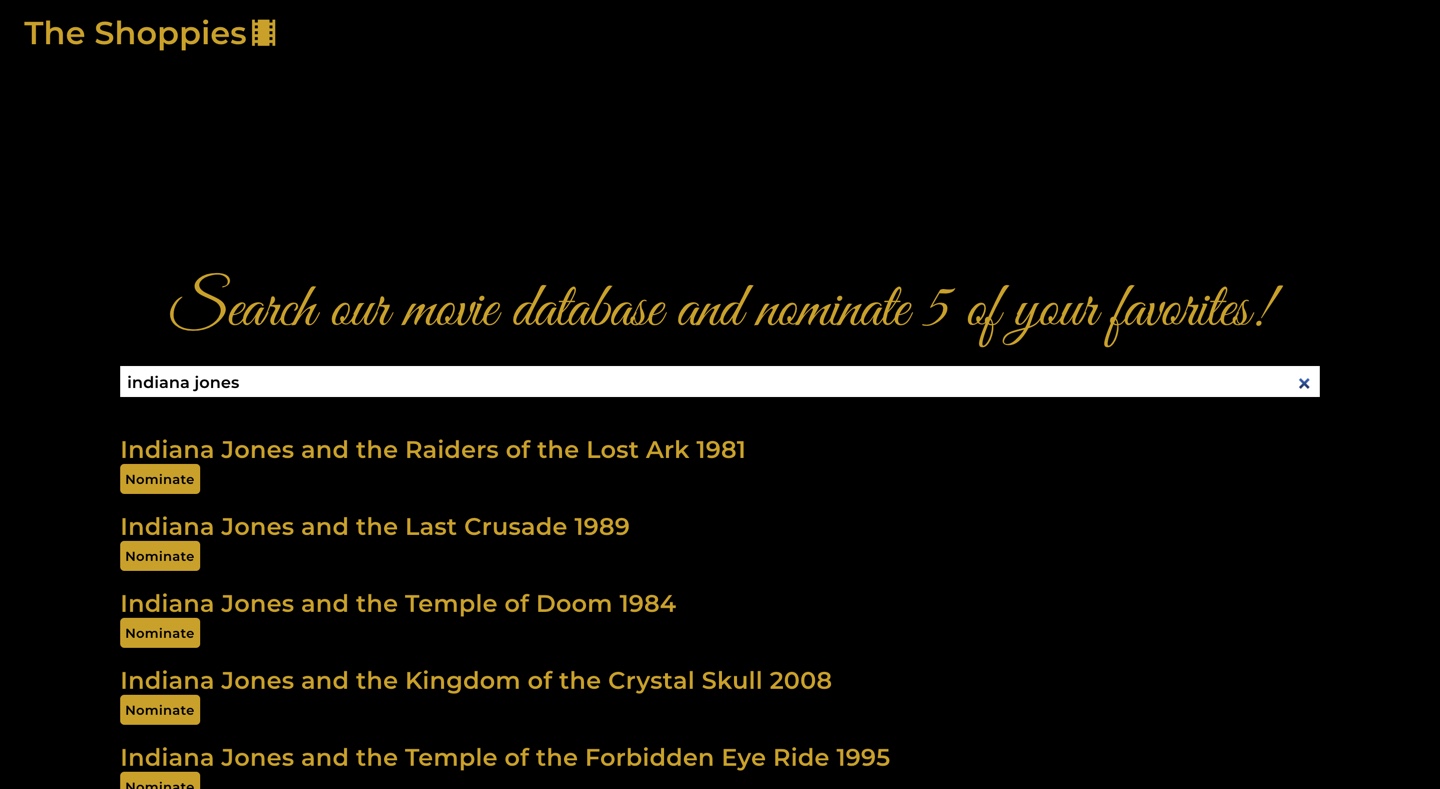 The Shoppies
Search our movie database and nominate 5 of your favorites!
indiana jones
Indiana Jones and the Raiders of the Lost Ark 1981
Nominate
Indiana Jones and the Last Crusade 1989
Nominate
Indiana Jones and the Temple of Doom 1984
Nominate
Indiana Jones and the Kingdom of the Crystal Skull 2008
Nominate
Indiana Jones and the Temple of the Forbidden Eye Ride 1995
Nominate